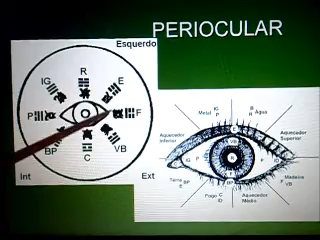 PERIOCULAR
Esquerdo
R
IG
E
P
F
BP
VB
C
Int
Ext
Metal
IG
P
B
R
Água
Aquecedor
Superior
Aquecedor
Inferior
Terra
E
Fogo
C
ID
Aquecedor
Médio
Madeira
F
VB